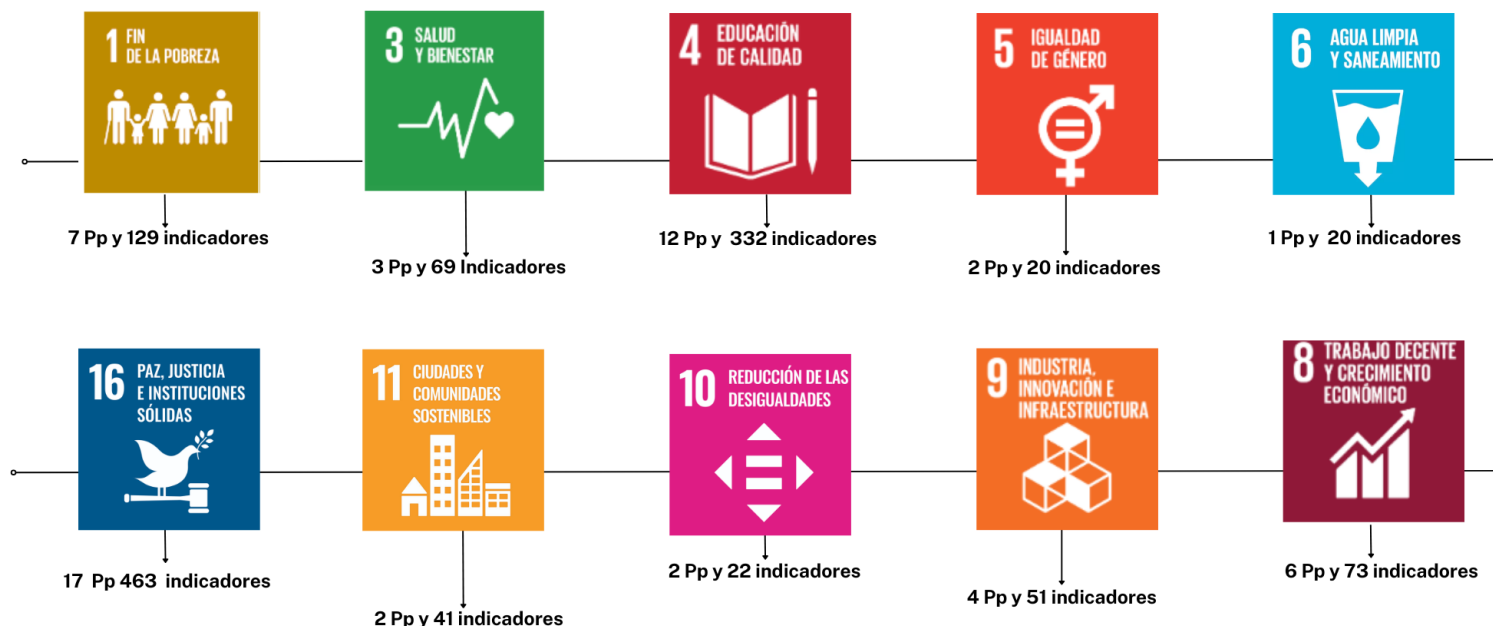 1 FIN
DE LA POBREZA
3 SALUD
Y BIENESTAR
4 EDUCACIÓN
DE CALIDAD
5 IGUALDAD
DE GÉNERO
6 AGUA LIMPIA
Y SANEAMIENTO
7 Pp y 129 indicadores
3 Pp y 69 Indicadores
12 Pp y 332 indicadores
2 Pp y 20 indicadores
1 Pp y 20 indicadores
16 PAZ, JUSTICIA
E INSTITUCIONES
SÓLIDAS
11 CIUDADES Y
COMUNIDADES
SOSTENIBLES
10 REDUCCIÓN DE LAS
DESIGUALDADES
9 INDUSTRIA,
INNOVACIÓN E
INFRAESTRUCTURA
8 TRABAJO DECENTE
Y CRECIMIENTO
ECONÓMICO
17 Pp 463 indicadores
2 Pp y 41 indicadores
2 Pp y 22 indicadores
4 Pp y 51 indicadores
6 Pp y 73 indicadores